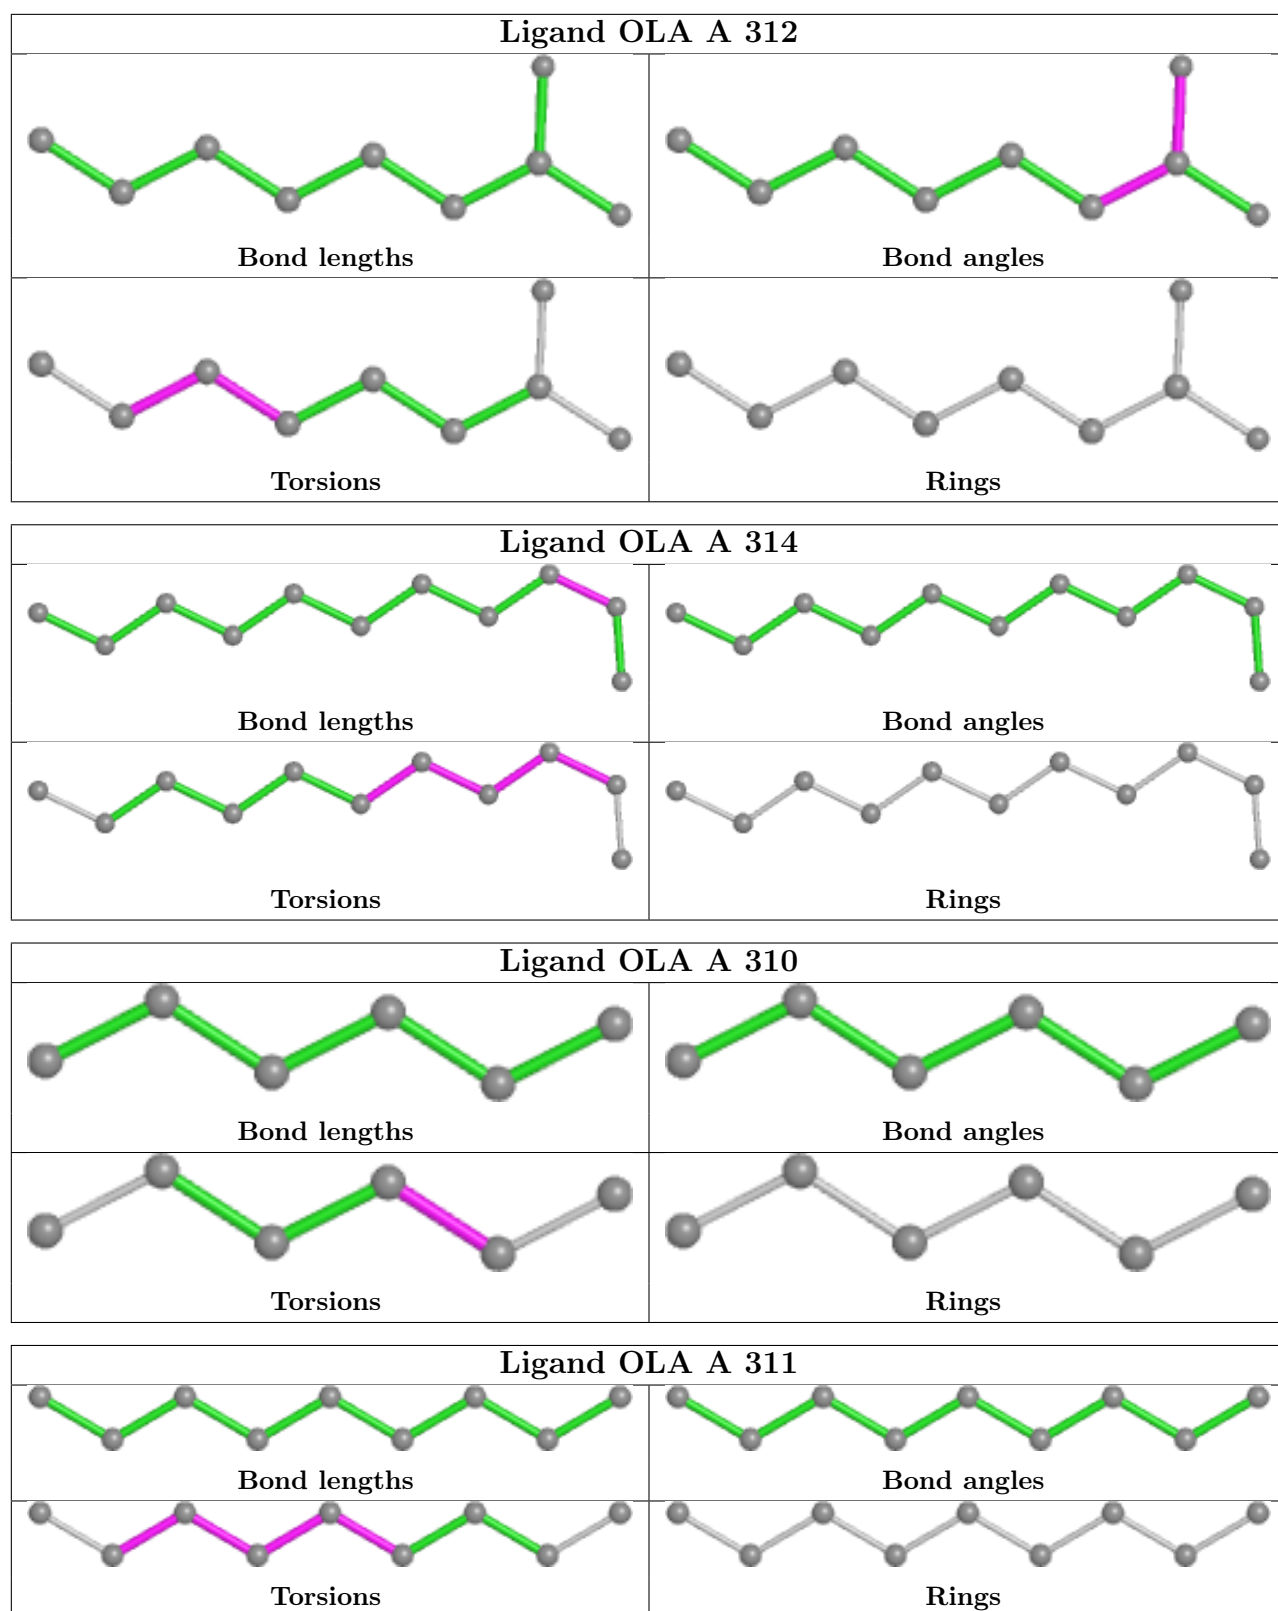 Ligand OLA A 312
Bond lengths
Bond angles
Torsions
Rings
Ligand OLA A 314
Bond lengths
Bond angles
Torsions
Rings
Ligand OLA A 310
Bond lengths
Bond angles
Torsions
Rings
Ligand OLA A 311
Bond lengths
Bond angles
Torsions
Rings